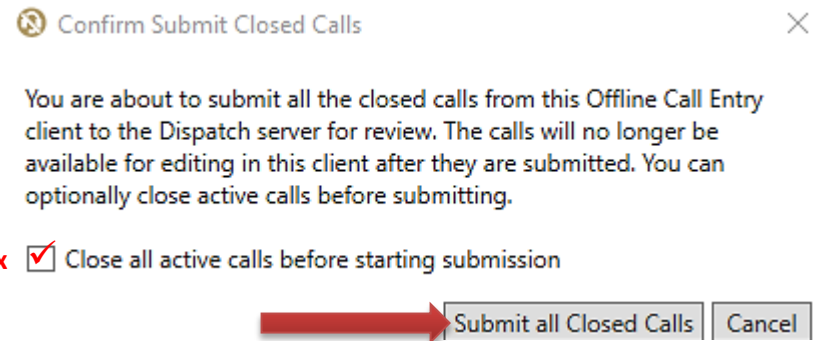 Confirm Submit Closed Calls
You are about to submit all the closed calls from this Offline Call Entry
client to the Dispatch server for review. The calls will no longer be
available for editing in this client after they are submitted. You can
optionally close active calls before submitting.
x Close all active calls before starting submission
Submit all Closed Calls Cancel